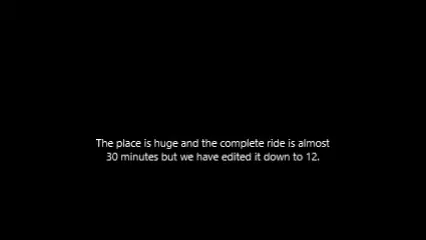 The place is huge and the complete ride is almost
30 minutes but we have edited it down to 12.